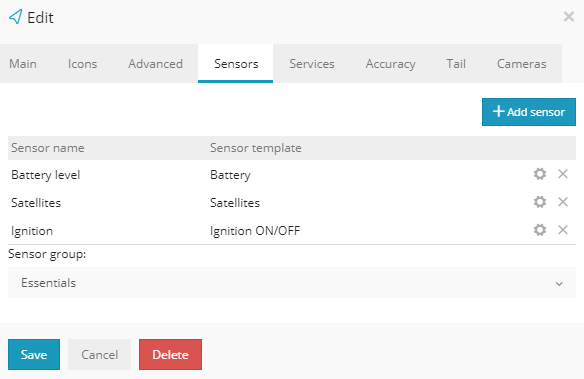 Edit
Main Icons Advanced Sensors Services Accuracy Tail Cameras
Add sensor
Sensor name Sensor template
Battery level Battery
Satellites Satellites
Ignition Ignition ON/OFF
Sensor group:
Essentials
Save Cancel Delete